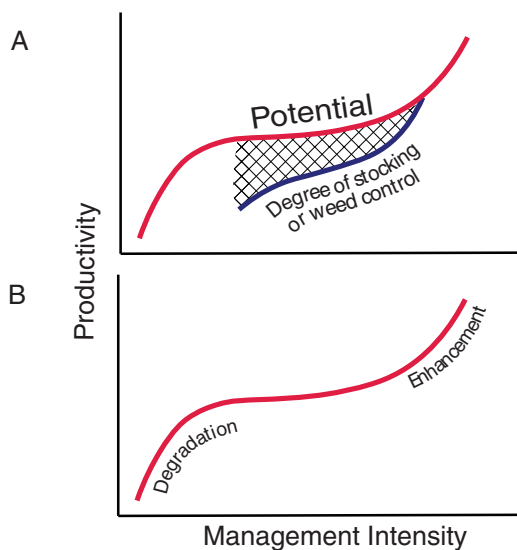 A
Potential
Degree of stocking
or weed control
Productivity
B
Degradation
Enhancement
Management Intensity